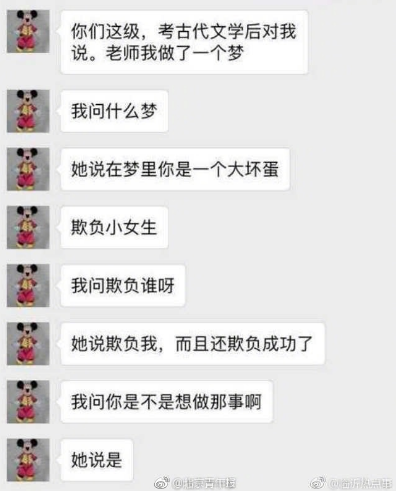 你们这级，考古代文学后对我
说。老师我做了一个梦
我问什么梦
她说在梦里你是一个大坏蛋
欺负小女生
我问欺负谁呀
她说欺负我，而且还欺负成功了
我问你是不是想做那事啊
她说是